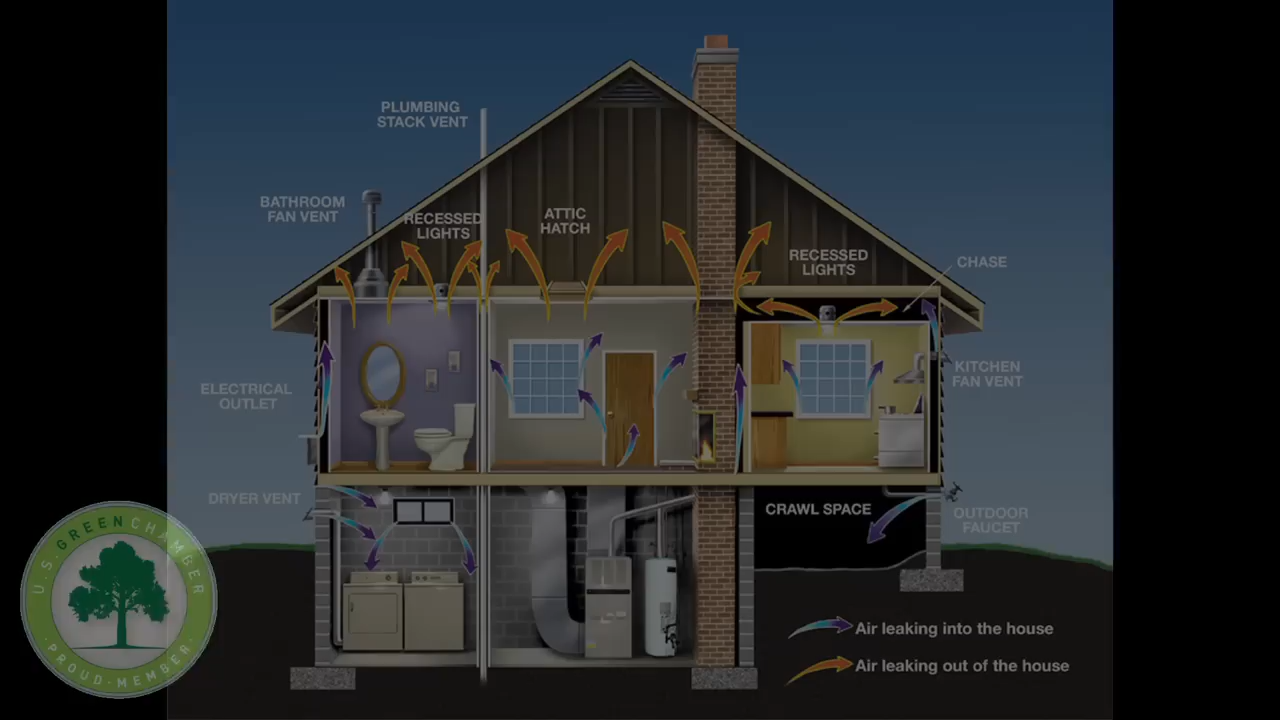 PLUMBING
STACK VENT
BATHROOM
FAN VENT
RECESSED
LIGHTS
ATTIC
HATCH
RECESSED
LIGHTS
CHASE
ELECTRICAL
OUTLET
KITCHEN
FAN VENT
DRYER VENT
CRAWL SPACE
OUTDOOR
FAUCET
U.S. GREEN CHAMBER
PROUD · MEMBER
Air leaking into the house
Air leaking out of the house